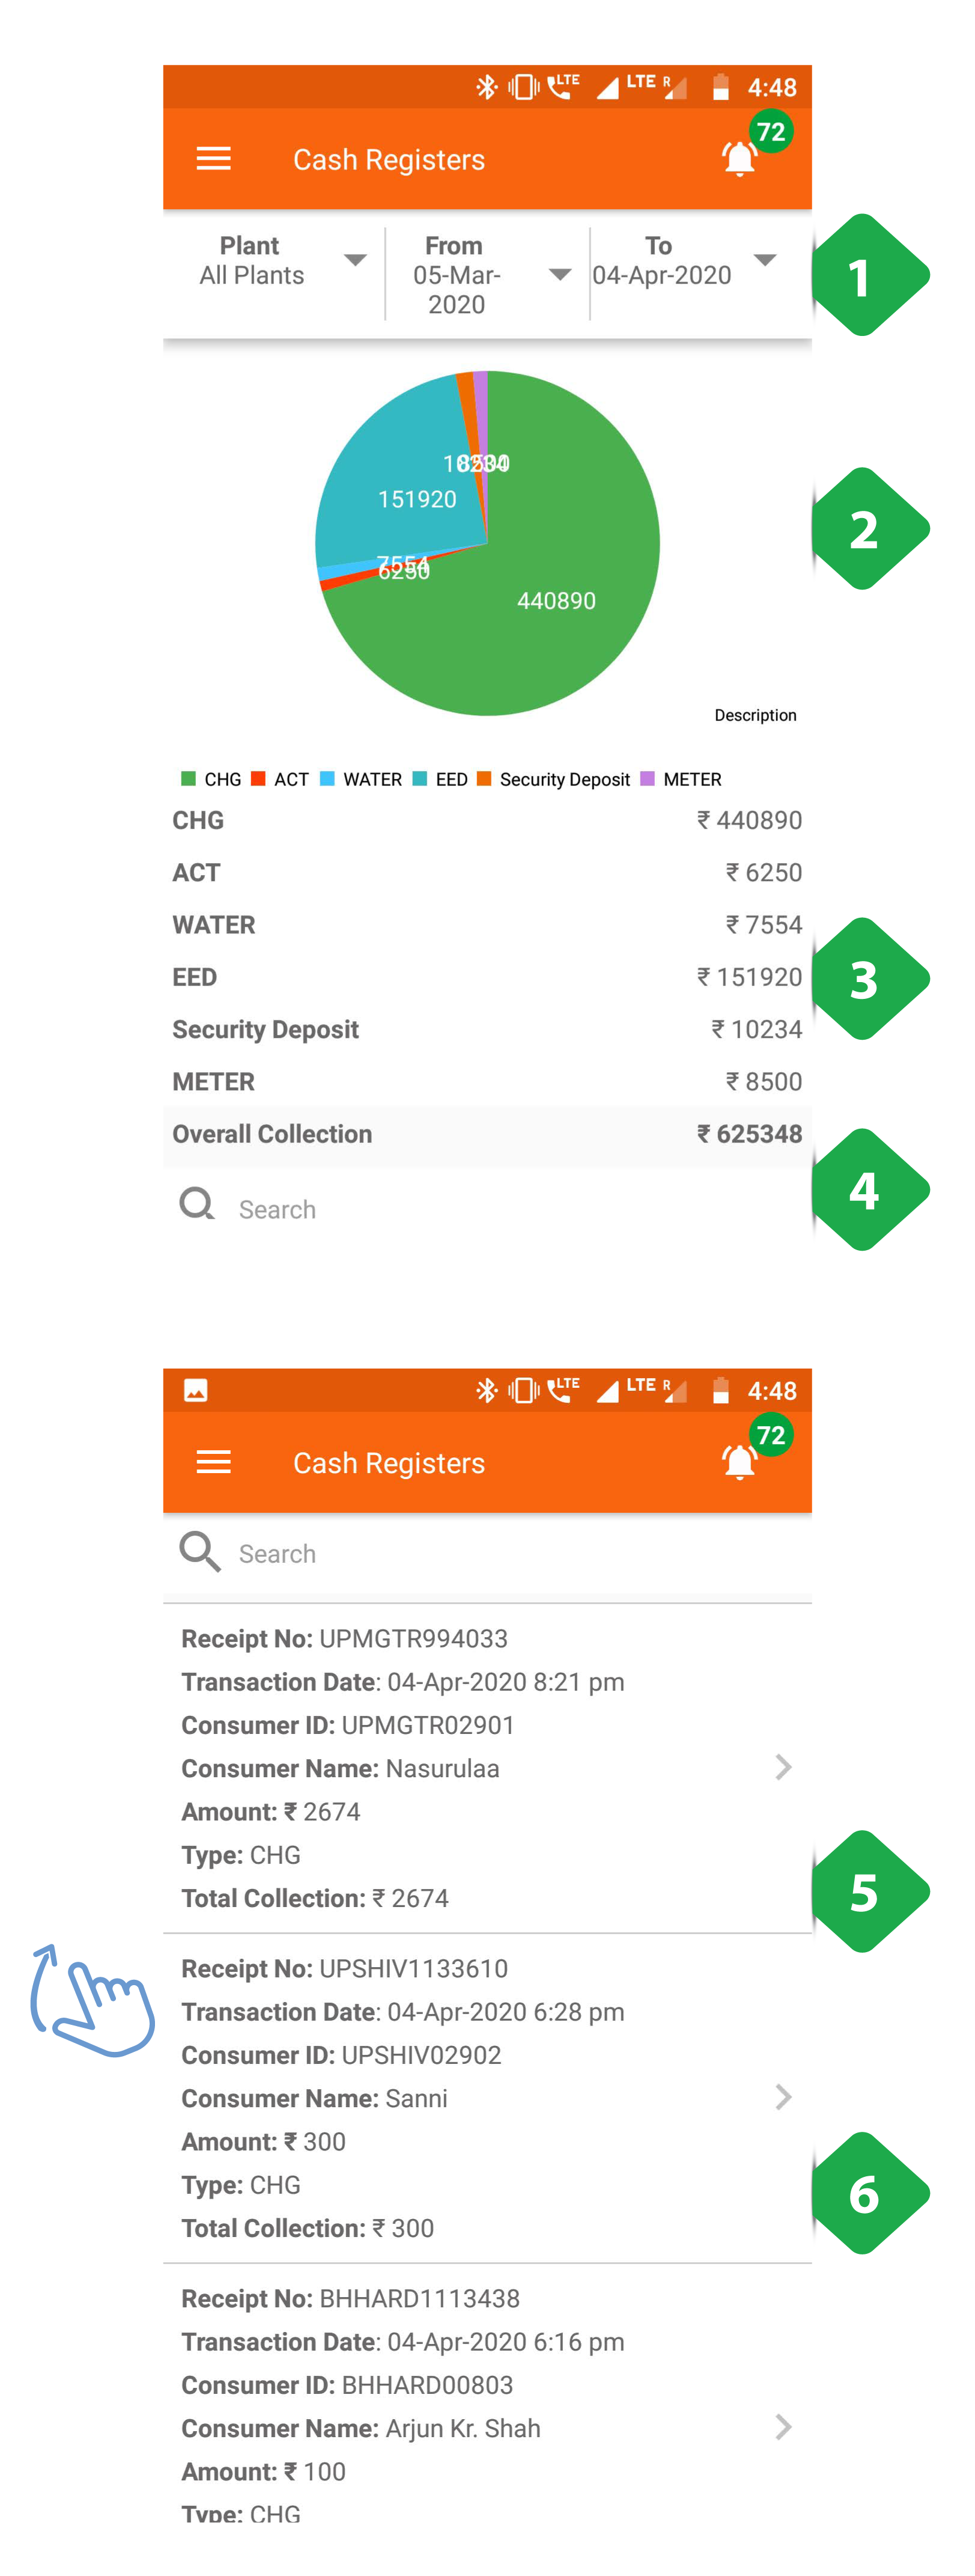 LTE LTE R 4:48
72
Cash Registers
Plant From To
All Plants 05-Mar-2020 04-Apr-2020
1
151920
7554
6250
440890
2
Description
CHG ACT WATER EED Security Deposit METER
CHG ₹ 440890
ACT ₹ 6250
WATER ₹ 7554
EED ₹ 151920
3
Security Deposit ₹ 10234
METER ₹ 8500
Overall Collection ₹ 625348
4
Search
LTE LTE R 4:48
72
Cash Registers
Search
Receipt No: UPMGTR994033
Transaction Date: 04-Apr-2020 8:21 pm
Consumer ID: UPMGTR02901
Consumer Name: Nasurulaa
Amount: ₹ 2674
Type: CHG
5
Total Collection: ₹ 2674
Receipt No: UPSHIV1133610
Transaction Date: 04-Apr-2020 6:28 pm
Consumer ID: UPSHIV02902
Consumer Name: Sanni
Amount: ₹ 300
Type: CHG
6
Total Collection: ₹ 300
Receipt No: BHHARD1113438
Transaction Date: 04-Apr-2020 6:16 pm
Consumer ID: BHHARD00803
Consumer Name: Arjun Kr. Shah
Amount: ₹ 100
Type: CHG